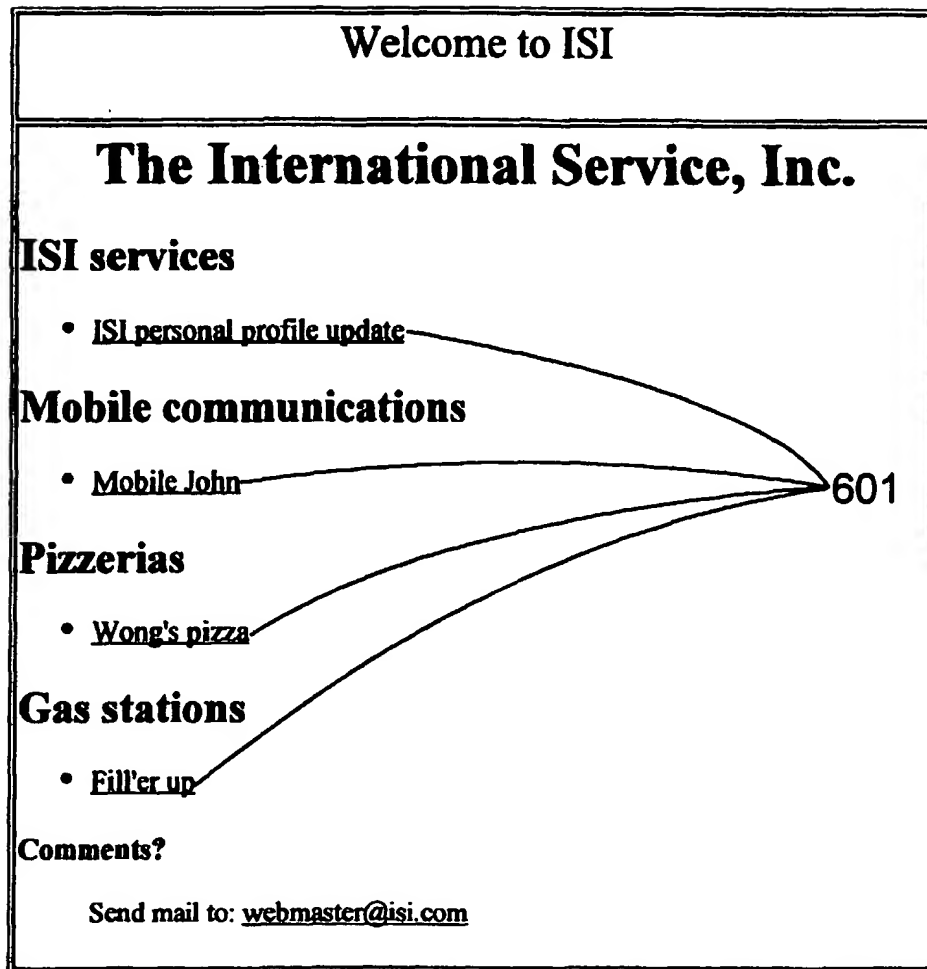 Welcome to ISI
The International Service, Inc.
ISI services
• ISI personal profile update
Mobile communications
• Mobile John
601
Pizzerias
• Wong's pizza
Gas stations
• Fill'er up
Comments?
Send mail to: webmaster@isi.com